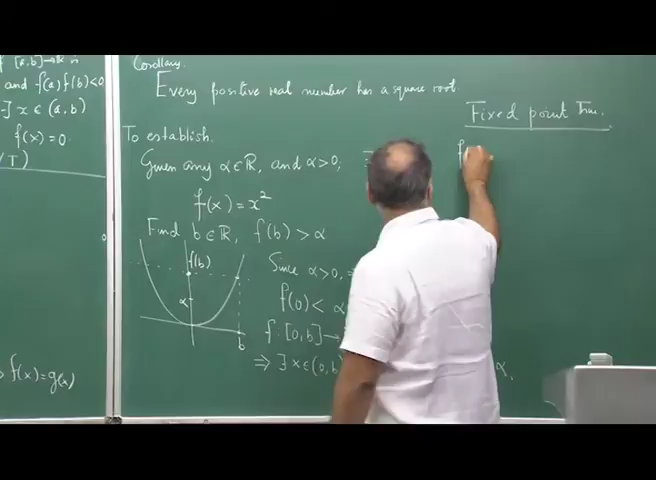 f [a,b]→ℝ is
and f(a)f(b)<0
∃ x ∈ (a,b)
f(x)=0.
f(x)=g(x)
Corollary.
Every positive real number has a square root.
To establish.
Given any α∈ℝ, and α>0; ∃
f(x) = x²
Find b∈ℝ, f(b) > α
f(b)
α
b
Since α>0,
f(0) < α
f: [0,b]→
⇒ ∃ x∈(0,b
α.
Fixed point Thm.
f